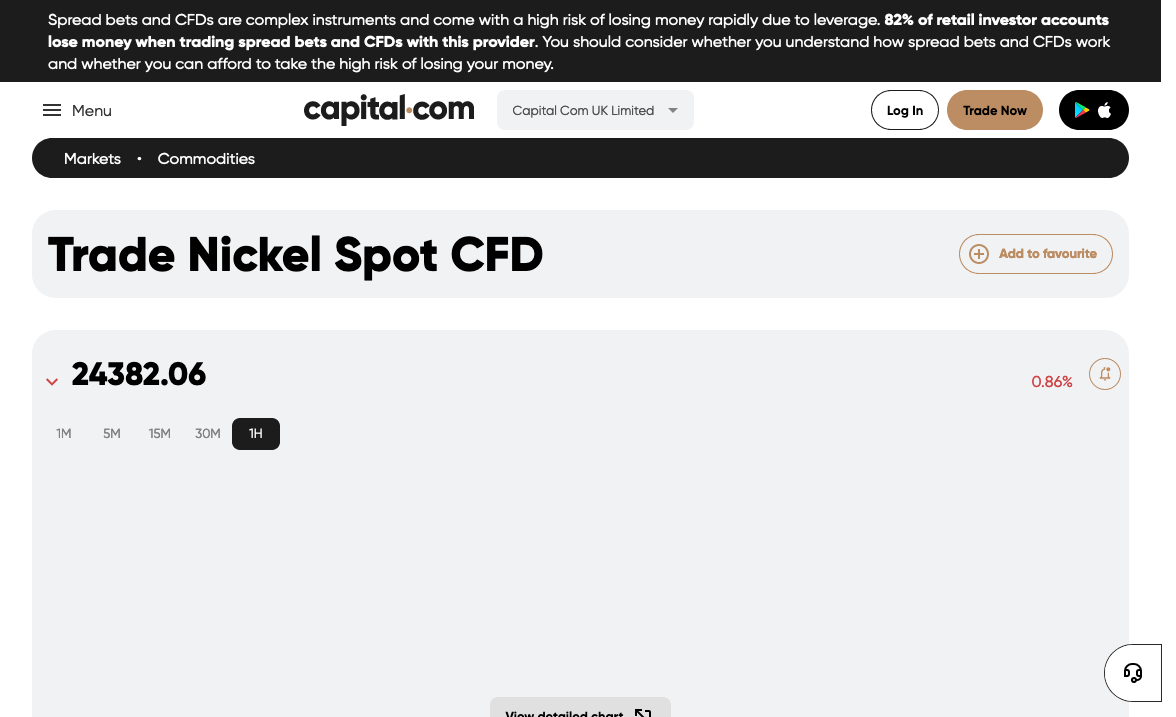 Spread bets and CFDs are complex instruments and come with a high risk of losing money rapidly due to leverage. 82% of retail investor accounts
lose money when trading spread bets and CFDs with this provider. You should consider whether you understand how spread bets and CFDs work
and whether you can afford to take the high risk of losing your money.
Menu
capital.com
Capital Com UK Limited
Log In
Trade Now
Markets • Commodities
Trade Nickel Spot CFD
Add to favourite
24382.06
0.86%
1M 5M 15M 30M 1H
View detailed chart